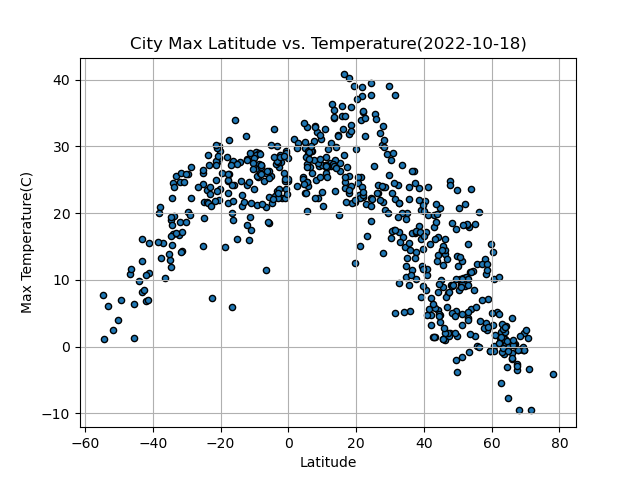 City Max Latitude vs. Temperature(2022-10-18)
Max Temperature(C)
40
30
20
10
0
−10
−60 −40 −20 0 20 40 60 80
Latitude